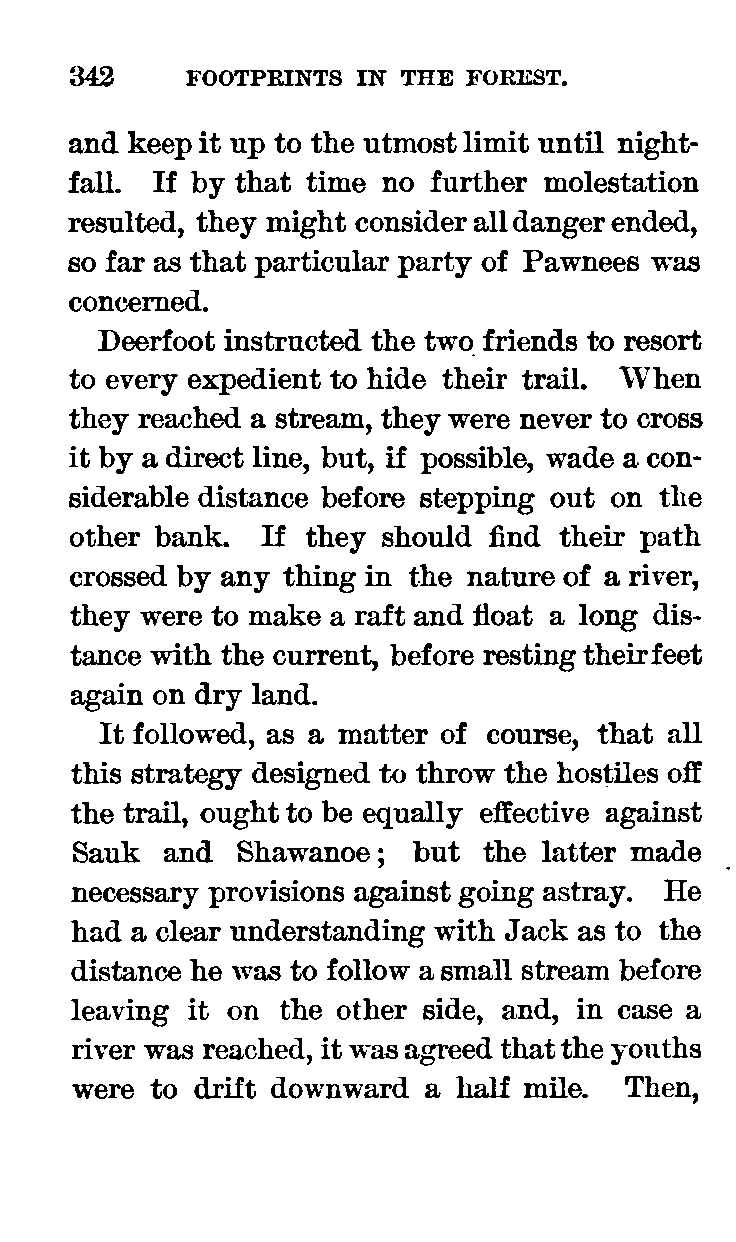 342 FOOTPRINTS IN THE FOREST.
and keep it up to the utmost limit until night-
fall. If by that time no further molestation
resulted, they might consider all danger ended,
so far as that particular party of Pawnees was
concerned.
Deerfoot instructed the two friends to resort
to every expedient to hide their trail. When
they reached a stream, they were never to cross
it by a direct line, but, if possible, wade a con-
siderable distance before stepping out on the
other bank. If they should find their path
crossed by any thing in the nature of a river,
they were to make a raft and float a long dis-
tance with the current, before resting their feet
again on dry land.
It followed, as a matter of course, that all
this strategy designed to throw the hostiles off
the trail, ought to be equally effective against
Sauk and Shawanoe; but the latter made
necessary provisions against going astray. He
had a clear understanding with Jack as to the
distance he was to follow a small stream before
leaving it on the other side, and, in case a
river was reached, it was agreed that the youths
were to drift downward a half mile. Then,